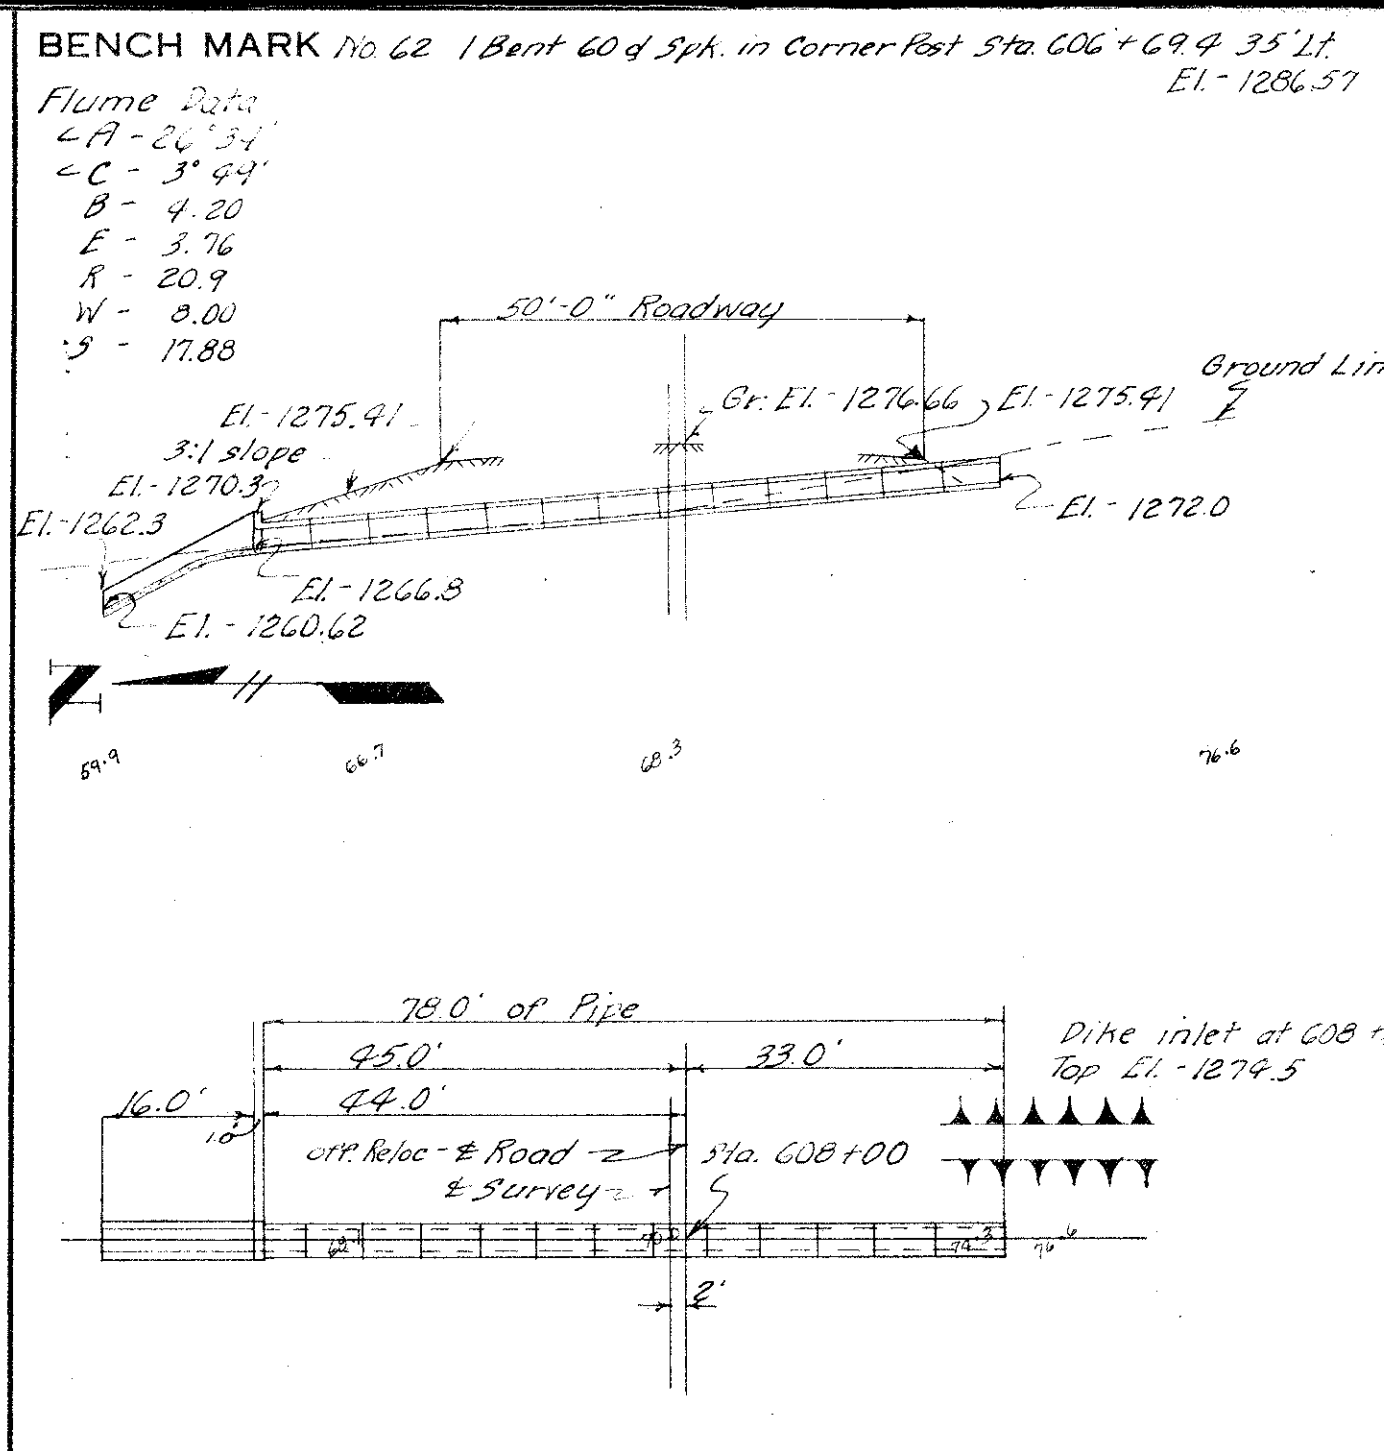 BENCH MARK No. 62 1 Bent 60 d Spk. in Corner Post Sta. 606+69.4 35' Lt.
El. - 1286.57
Flume Data
∠A - 26° 34'
∠C - 3° 49'
B - 4.20
E - 3.76
R - 20.9
W - 8.00
S - 17.88
50'-0" Roadway
Ground Lin
El. - 1275.41
Gr. El. - 1276.66
El. - 1275.41
3:1 slope
El. - 1270.3
El. - 1262.3
El. - 1272.0
El. - 1266.8
El. - 1260.62
59.9
66.7
68.3
76.6
78.0' of Pipe
Dike inlet at 608 +
Top El. - 1274.5
45.0'
33.0'
16.0'
44.0'
1.0'
off. Reloc - ℄ Road
Sta. 608+00
℄ Survey
74.3
76.6
2'